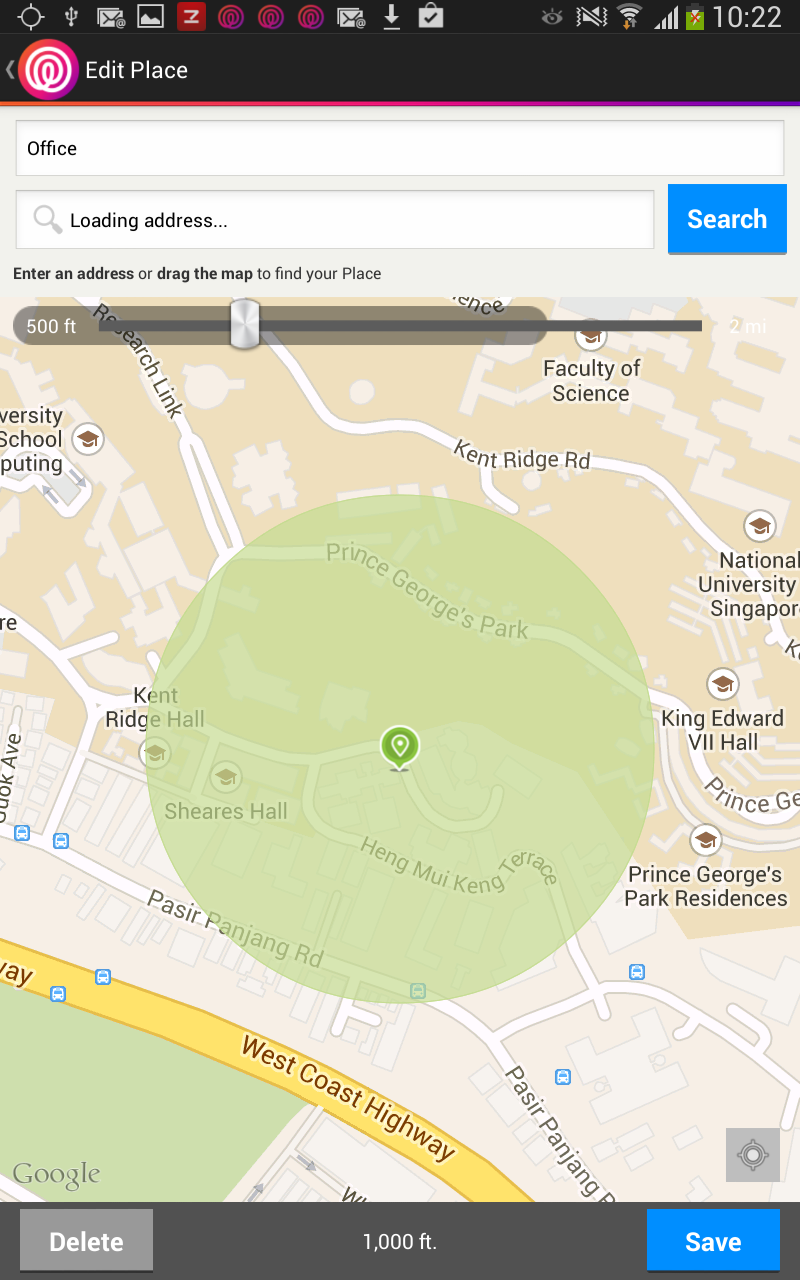 10:22
Edit Place
Office
Loading address...
Search
Enter an address or drag the map to find your Place
500 ft
2 mi
Research Link
ience
Faculty of
Science
versity
School
puting
Kent Ridge Rd
Prince George's Park
National
University
Singapor
re
Kent
Ridge Hall
King Edward
VII Hall
Prince Ge
Sheares Hall
Heng Mui Keng Terrace
Prince George's
Park Residences
Pasir Panjang Rd
way
West Coast Highway
Pasir Panjang R
Google
Delete
1,000 ft.
Save